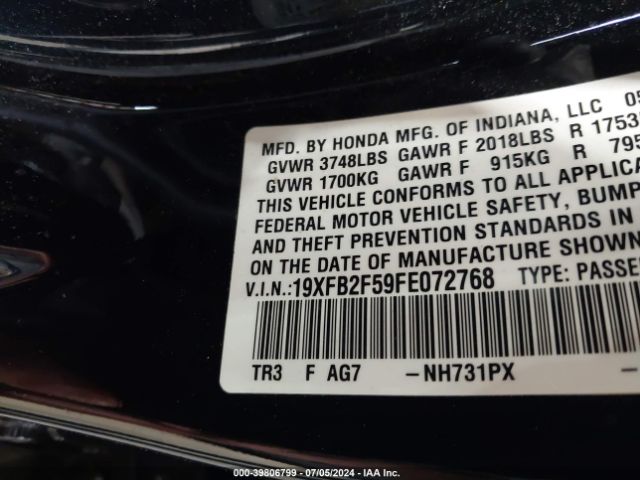 MFD. BY HONDA MFG. OF INDIANA, LLC 05
GVWR 3748LBS GAWR F 2018LBS R 1753
GVWR 1700KG GAWR F 915KG R 795
THIS VEHICLE CONFORMS TO ALL APPLICA
FEDERAL MOTOR VEHICLE SAFETY, BUMP
AND THEFT PREVENTION STANDARDS IN
ON THE DATE OF MANUFACTURE SHOWN
V.I.N.:19XFB2F59FE072768 TYPE: PASSE
TR3 F AG7 –NH731PX –
000-39806799 - 07/05/2024 - IAA Inc.